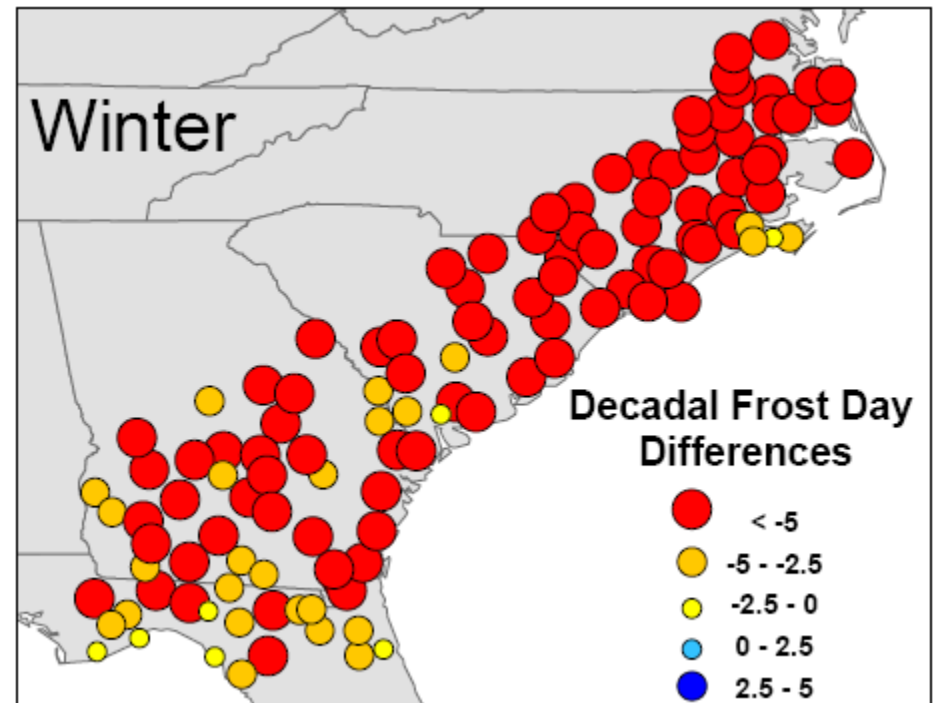 Winter
Decadal Frost Day
Differences
< -5
-5 - -2.5
-2.5 - 0
0 - 2.5
2.5 - 5